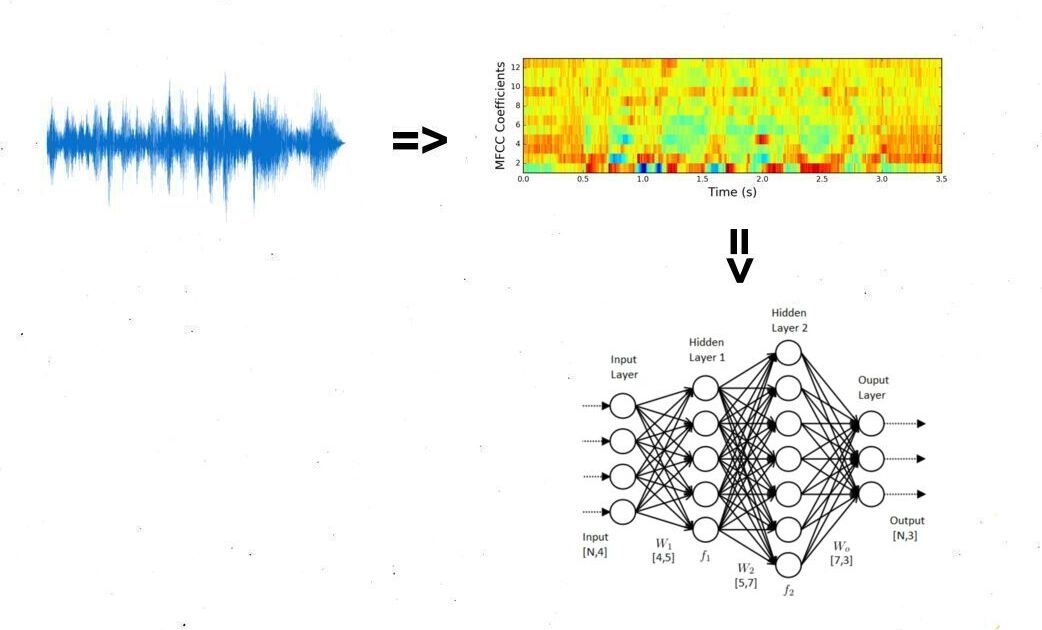 =>
MFCC Coefficients
12
10
8
6
4
2
0.0 0.5 1.0 1.5 2.0 2.5 3.0 3.5
Time (s)
=>
Hidden
Layer 2
Hidden
Layer 1
Input
Layer
Ouput
Layer
Input
[N,4]
W1
[4,5]
f1
W2
[5,7]
f2
Wo
[7,3]
Output
[N,3]